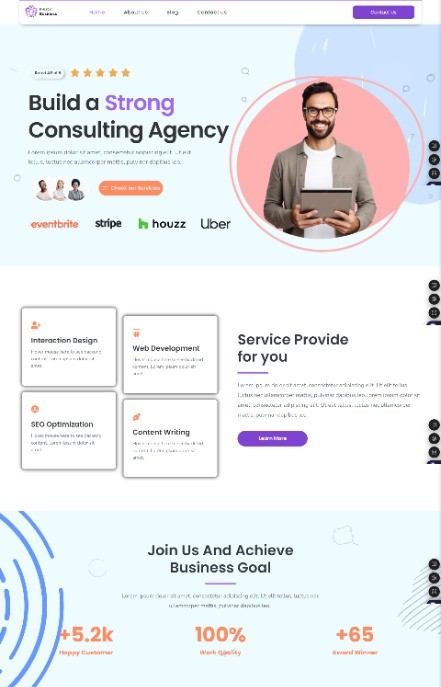 Business
Home
About Us
Blog
Contact Us
Contact Us
Build a Strong
Consulting Agency
Lorem ipsum dolor sit amet, consectetur adipiscing elit. Ut elit
tellus, luctus nec ullamcorper mattis, pulvinar dapibus leo.
Check our Services
eventbrite
stripe
houzz
Uber
Interaction Design
Web Development
SEO Optimization
Content Writing
Service Provide
for you
Lorem ipsum dolor sit amet, consectetur adipiscing elit. Ut elit tellus,
luctus nec ullamcorper mattis, pulvinar dapibus leo. Lorem ipsum dolor sit
amet, consectetur adipiscing elit. Ut elit tellus, luctus nec ullamcorper
mattis, pulvinar dapibus leo.
Learn More
Join Us And Achieve
Business Goal
Lorem ipsum dolor sit amet, consectetur adipiscing elit. Ut elit tellus, luctus nec
ullamcorper mattis, pulvinar dapibus leo.
+5.2k
100%
+65
Happy Customer
Work Quality
Award Winner